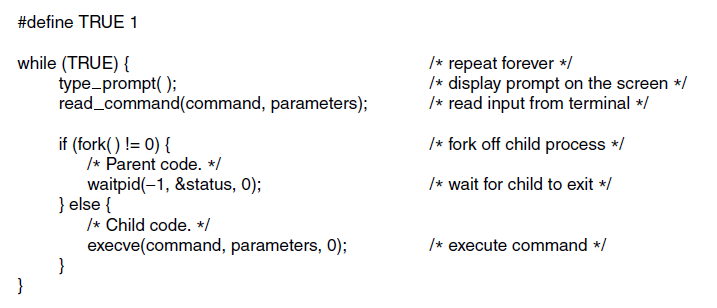 #define TRUE 1
while (TRUE) { /* repeat forever */
type_prompt( ); /* display prompt on the screen */
read_command(command, parameters); /* read input from terminal */
if (fork( ) != 0) { /* fork off child process */
/* Parent code. */
waitpid(−1, &status, 0); /* wait for child to exit */
} else {
/* Child code. */
execve(command, parameters, 0); /* execute command */
}
}